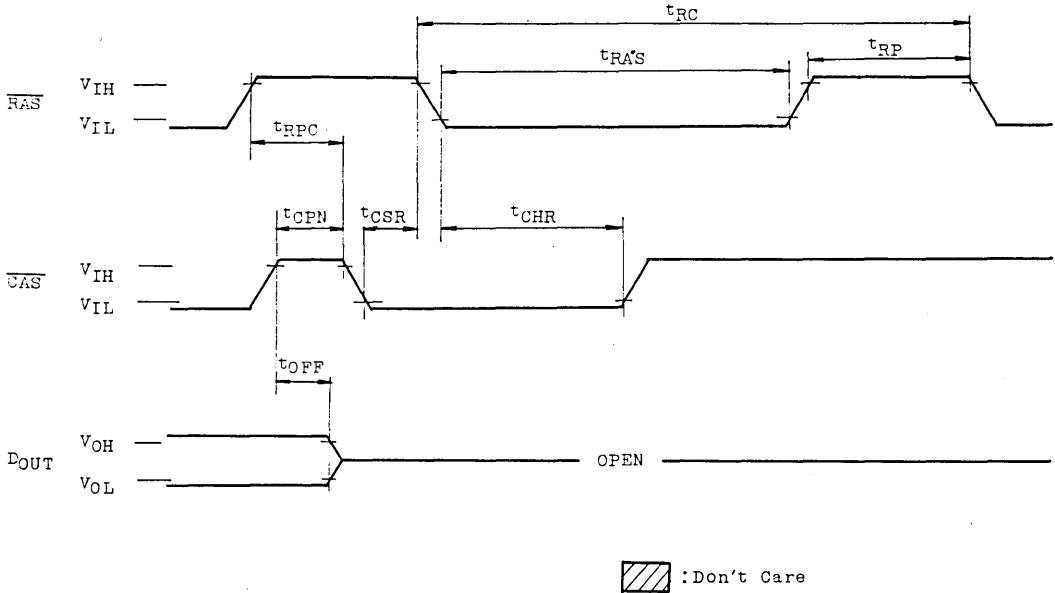 tRC
tRAS
tRP
RAS
VIH
VIL
tRPC
tCPN
tCSR
tCHR
CAS
VIH
VIL
tOFF
DOUT
VOH
VOL
OPEN
:Don't Care